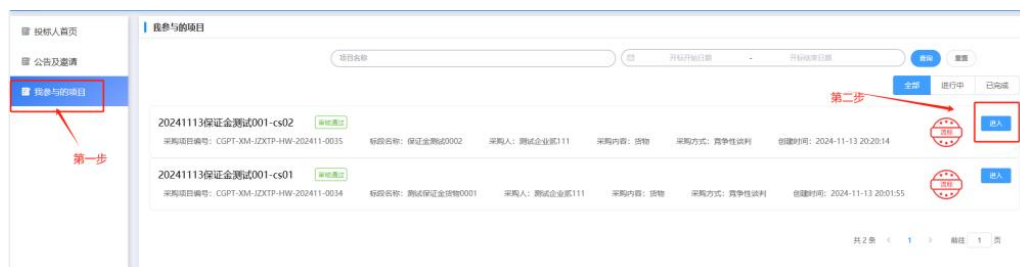 投标人首页
公告及邀请
我参与的项目
第一步
我参与的项目
项目名称
开标开始日期 - 开标结束日期
查询 重置
全部 进行中 已完成
第二步
20241113保证金测试001-cs02 审核通过
采购项目编号：CGPT-XM-JZXTP-HW-202411-0035 标段名称：保证金测试0002 采购人：测试企业贰111 采购内容：货物 采购方式：竞争性谈判 创建时间：2024-11-13 20:20:14
流标
进入
20241113保证金测试001-cs01 审核通过
采购项目编号：CGPT-XM-JZXTP-HW-202411-0034 标段名称：测试保证金货物0001 采购人：测试企业贰111 采购内容：货物 采购方式：竞争性谈判 创建时间：2024-11-13 20:01:55
流标
进入
共 2 条 < 1 > 前往 1 页